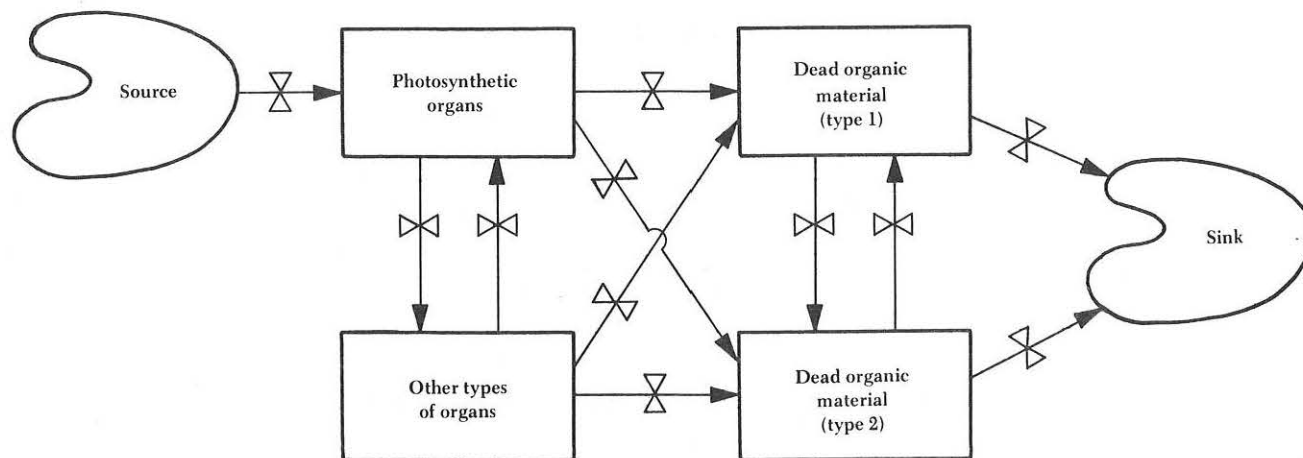 Source
Photosynthetic
organs
Dead organic
material
(type 1)
Sink
Other types
of organs
Dead organic
material
(type 2)